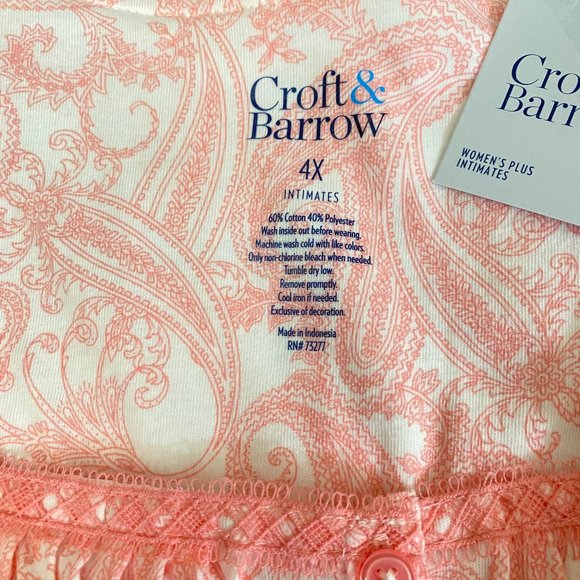 Croft&
Barrow
4X
INTIMATES
60% Cotton 40% Polyester
Wash inside out before wearing.
Machine wash cold with like colors.
Only non-chlorine bleach when needed.
Tumble dry low.
Remove promptly.
Cool iron if needed.
Exclusive of decoration.
Made in Indonesia
RN# 73277
Cro
Barr
WOMEN'S PLUS
INTIMATES